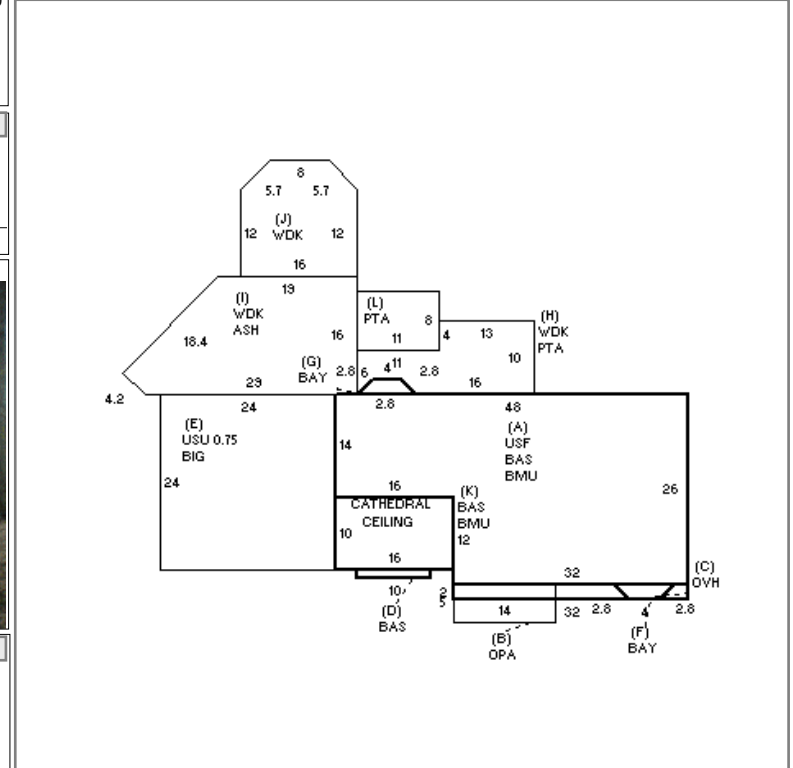 8
5.7 5.7
(J)
12 WDK 12
16
19
(I)
WDK
ASH
18.4
16
(L)
PTA
8
11
4 13
(H)
WDK
PTA
10
(G)
BAY
2.8 6 4 11 2.8
29
16
4.2
24
2.8
48
(E)
USU 0.75
BIG
24
(A)
USF
BAS
BMU
14
26
16
(K)
BAS
BMU
12
CATHEDRAL
CEILING
10
16
32
(C)
OVH
10
2
5
(D)
BAS
14
32 2.8 4 2.8
(B)
OPA
(F)
BAY